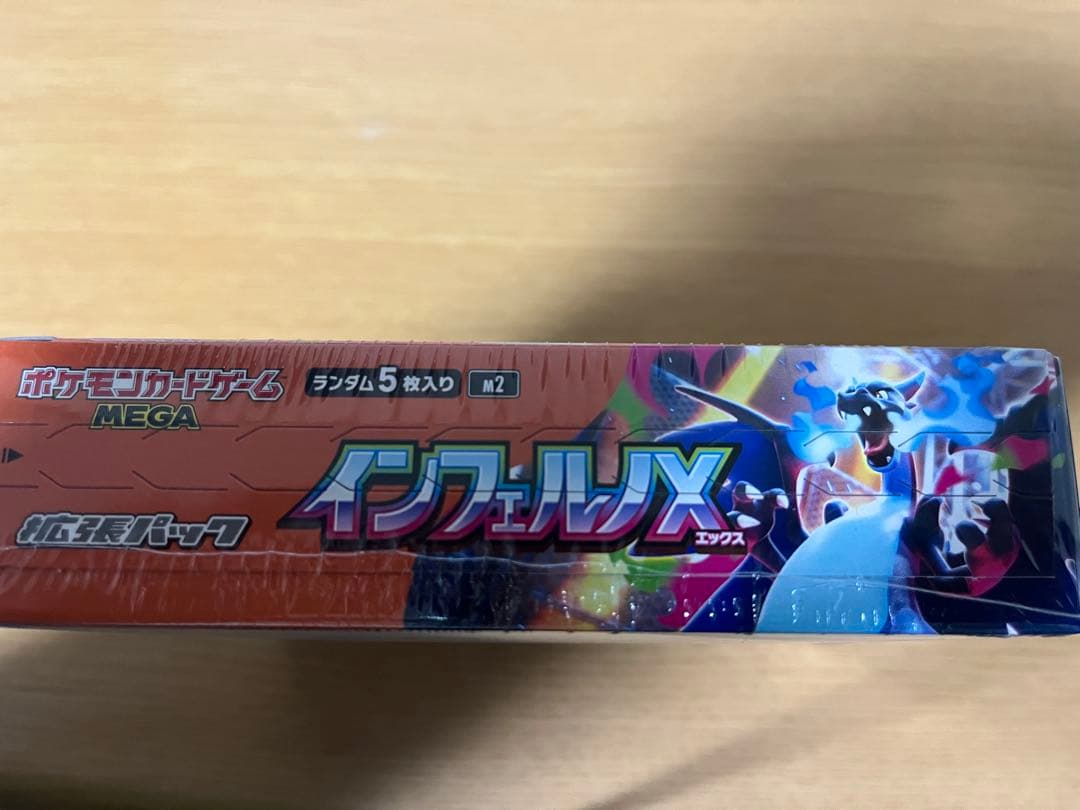 ポケモンカードゲーム
MEGA
ランダム5枚入り
M2
インフェルノX
エックス
拡張パック